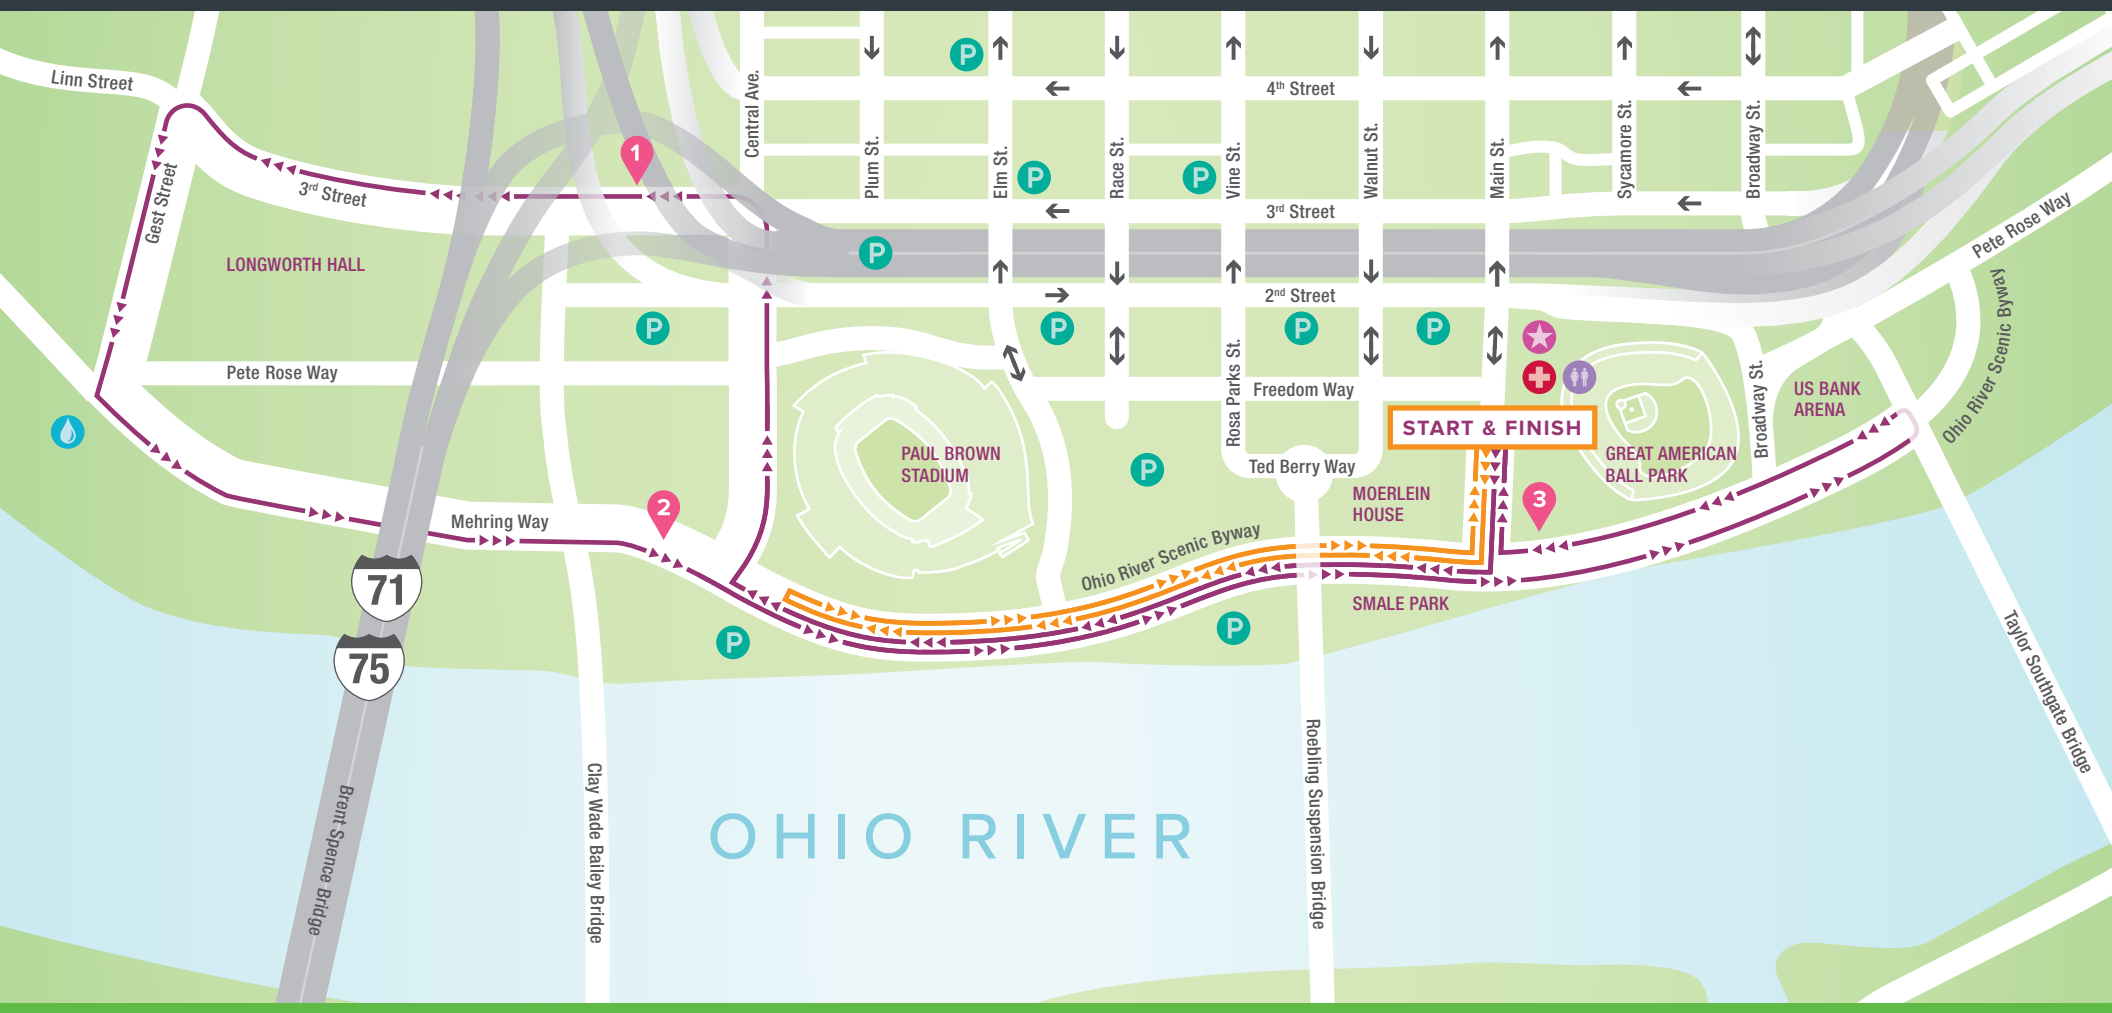 Linn Street
Gest Street
3rd Street
1
LONGWORTH HALL
Pete Rose Way
Central Ave.
Plum St.
Elm St.
Race St.
Vine St.
Walnut St.
Main St.
Sycamore St.
Broadway St.
P
4th Street
P
P
3rd Street
P
2nd Street
P
P
P
P
Pete Rose Way
Ohio River Scenic Byway
Rosa Parks St.
Freedom Way
START & FINISH
Broadway St.
US BANK
ARENA
PAUL BROWN
STADIUM
P
Ted Berry Way
GREAT AMERICAN
BALL PARK
MOERLEIN
HOUSE
3
2
Mehring Way
Ohio River Scenic Byway
71
75
SMALE PARK
P
P
Taylor Southgate Bridge
Brent Spence Bridge
Clay Wade Bailey Bridge
Roebling Suspension Bridge
OHIO RIVER